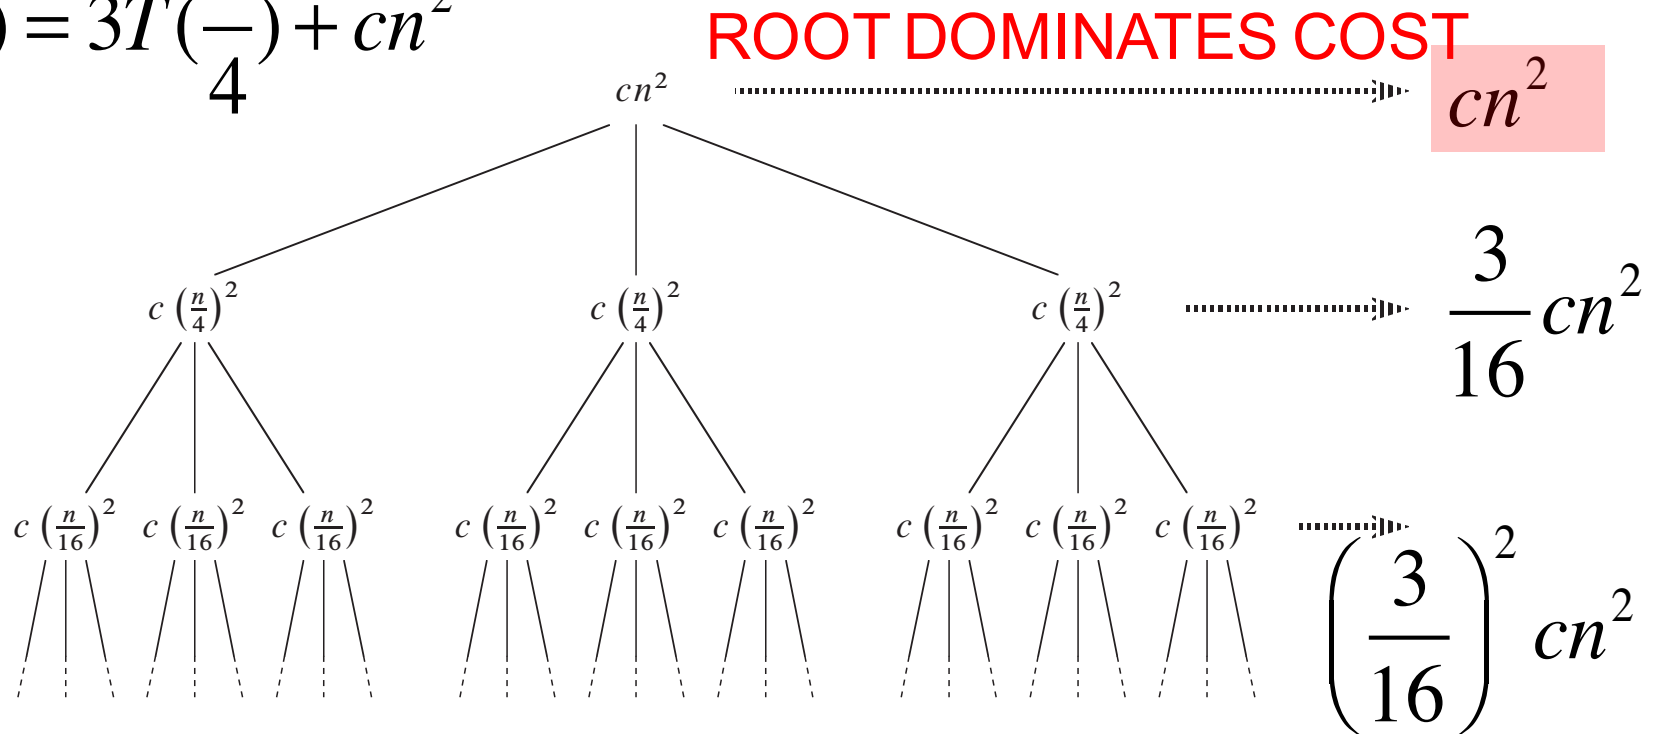 ) = 3T(—/4) + cn²
ROOT DOMINATES COST
cn² cn²
c (n/4)² c (n/4)² c (n/4)² 3/16 cn²
c (n/16)² c (n/16)² c (n/16)² c (n/16)² c (n/16)² c (n/16)² c (n/16)² c (n/16)² c (n/16)²
(3/16)² cn²